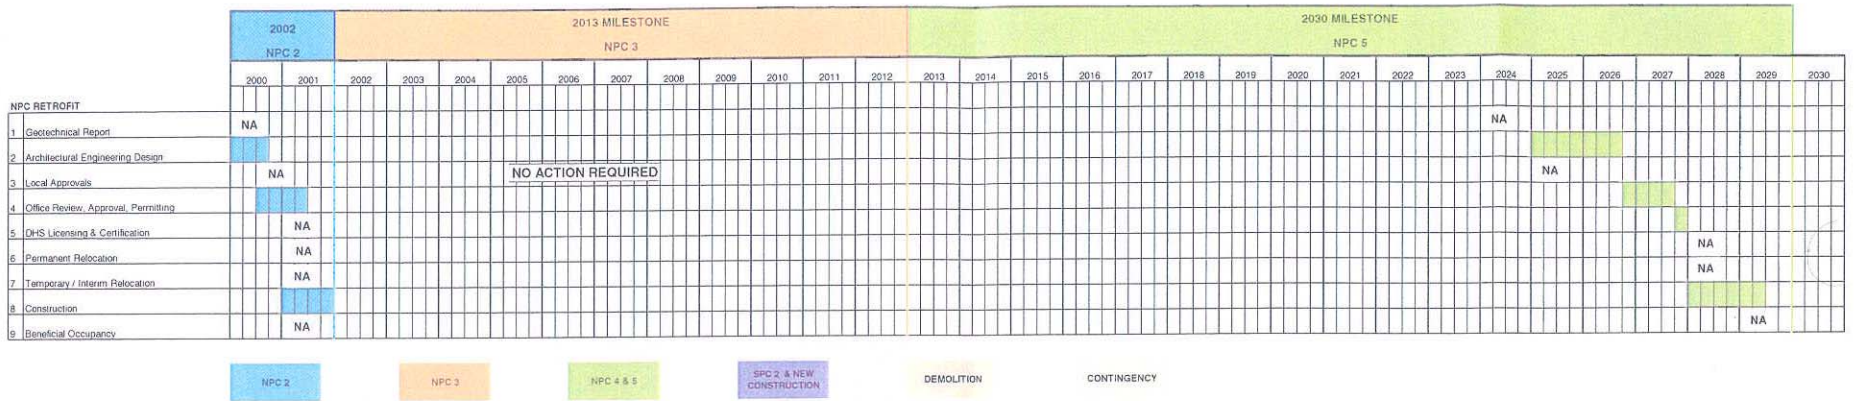 2002
NPC 2
2013 MILESTONE
NPC 3
2030 MILESTONE
NPC 5
2000 2001 2002 2003 2004 2005 2006 2007 2008 2009 2010 2011 2012 2013 2014 2015 2016 2017 2018 2019 2020 2021 2022 2023 2024 2025 2026 2027 2028 2029 2030
NPC RETROFIT
1 Geotechnical Report NA NA
2 Architectural Engineering Design
3 Local Approvals NA NO ACTION REQUIRED NA
4 Office Review, Approval, Permitting
5 DHS Licensing & Certification NA
6 Permanent Relocation NA NA
7 Temporary / Interim Relocation NA NA
8 Construction
9 Beneficial Occupancy NA NA
NPC 2
NPC 3
NPC 4 & 5
SPC 2 & NEW
CONSTRUCTION
DEMOLITION
CONTINGENCY